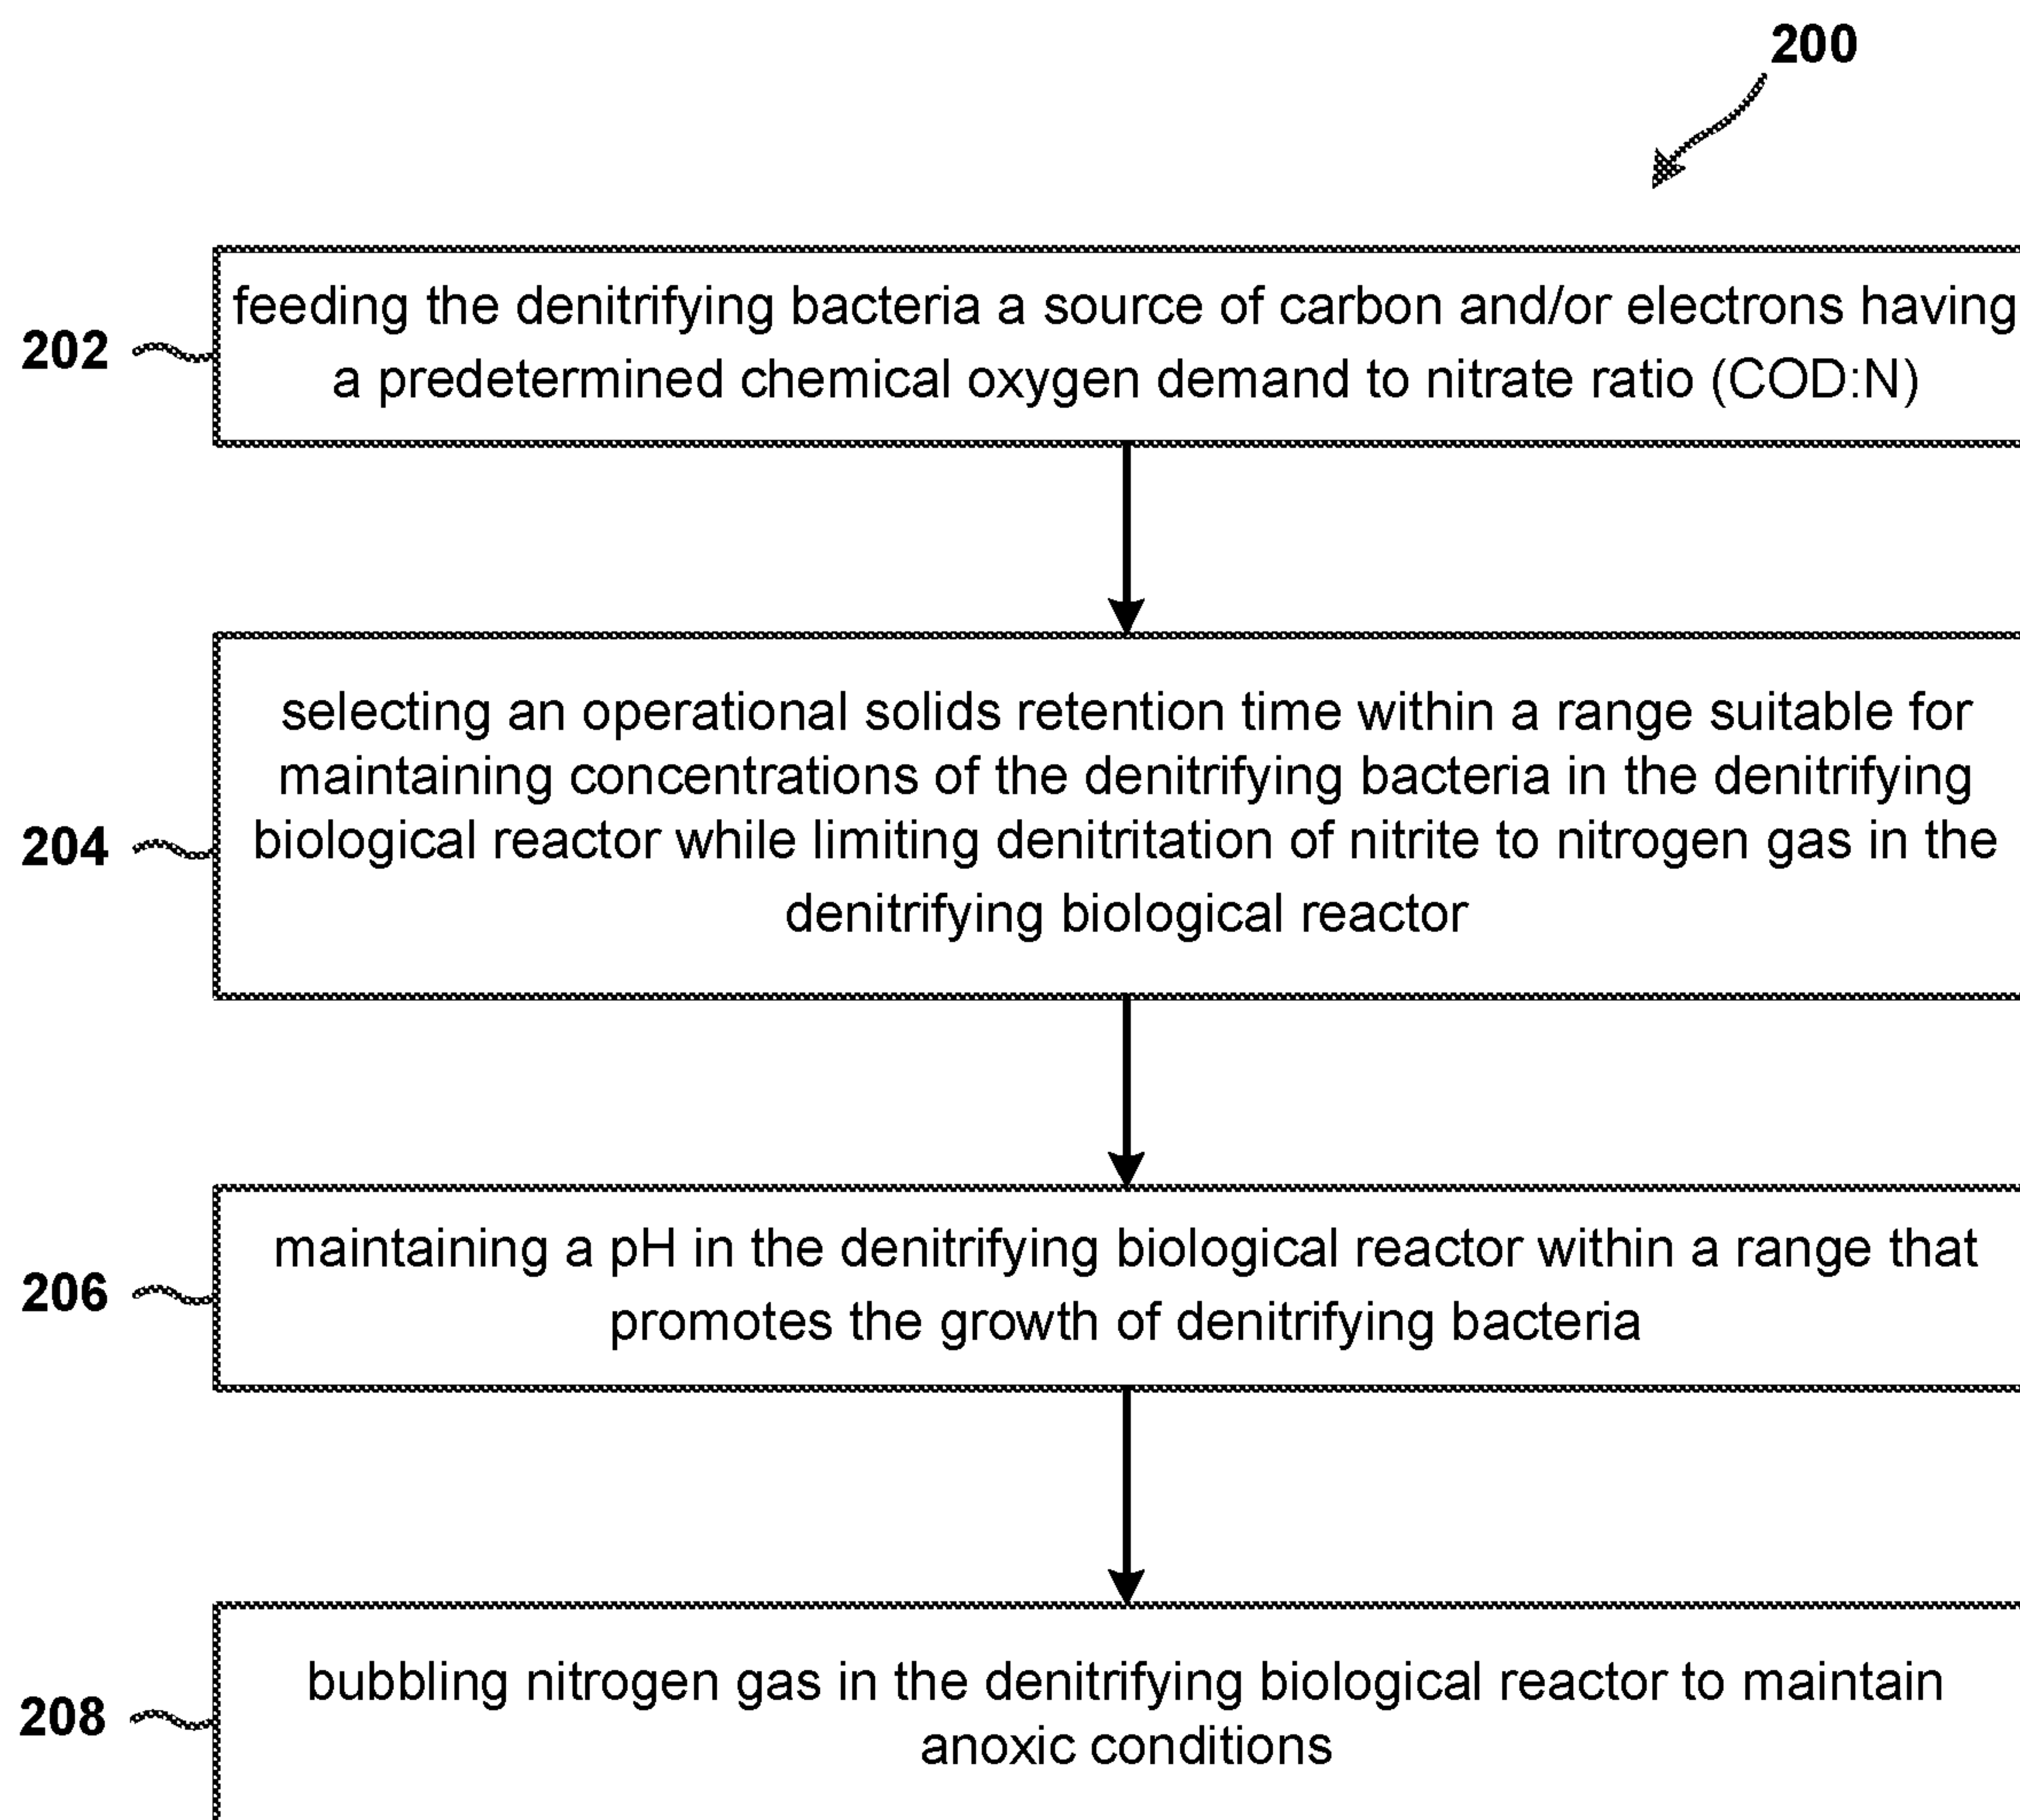 200
202
feeding the denitrifying bacteria a source of carbon and/or electrons having
a predetermined chemical oxygen demand to nitrate ratio (COD:N)
204
selecting an operational solids retention time within a range suitable for
maintaining concentrations of the denitrifying bacteria in the denitrifying
biological reactor while limiting denitritation of nitrite to nitrogen gas in the
denitrifying biological reactor
206
maintaining a pH in the denitrifying biological reactor within a range that
promotes the growth of denitrifying bacteria
208
bubbling nitrogen gas in the denitrifying biological reactor to maintain
anoxic conditions